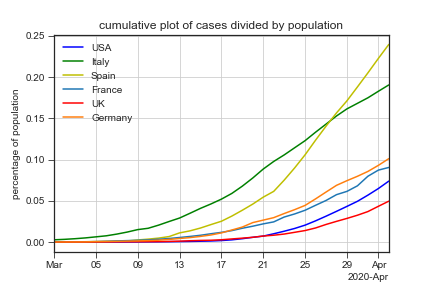 cumulative plot of cases divided by population
percentage of population
0.25
0.20
0.15
0.10
0.05
0.00
USA
Italy
Spain
France
UK
Germany
Mar 05 09 13 17 21 25 29 Apr
2020-Apr